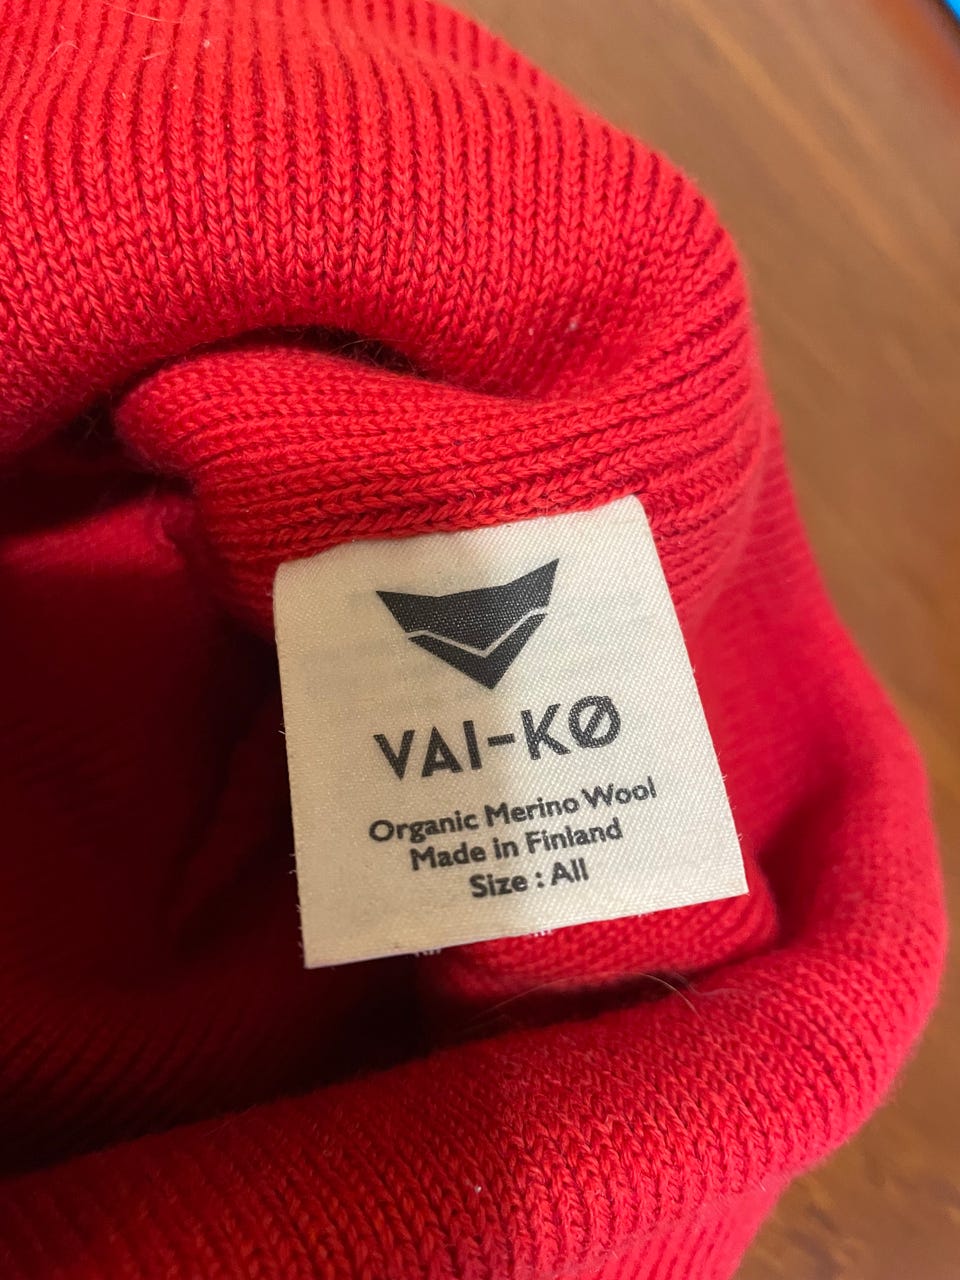 VAI-KØ
Organic Merino Wool
Made in Finland
Size : All